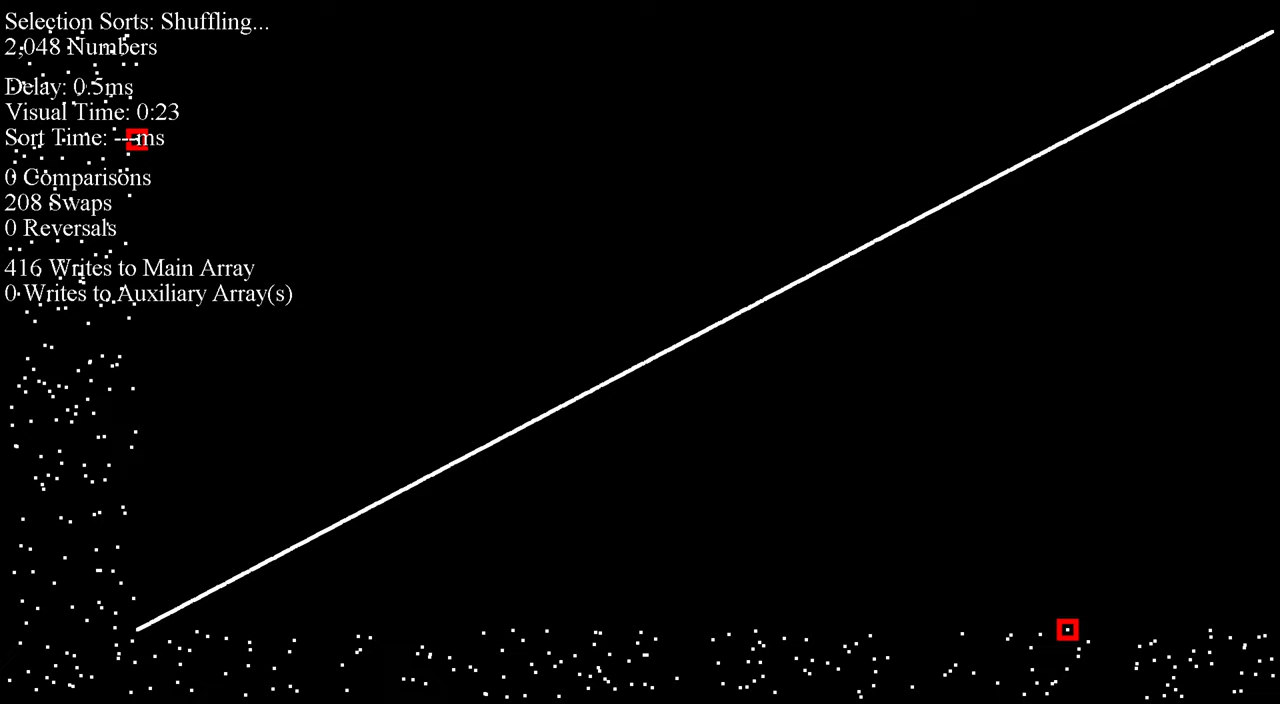 Selection Sorts: Shuffling...
2,048 Numbers
Delay: 0.5ms
Visual Time: 0:23
Sort Time: ---ms
0 Comparisons
208 Swaps
0 Reversals
416 Writes to Main Array
0 Writes to Auxiliary Array(s)